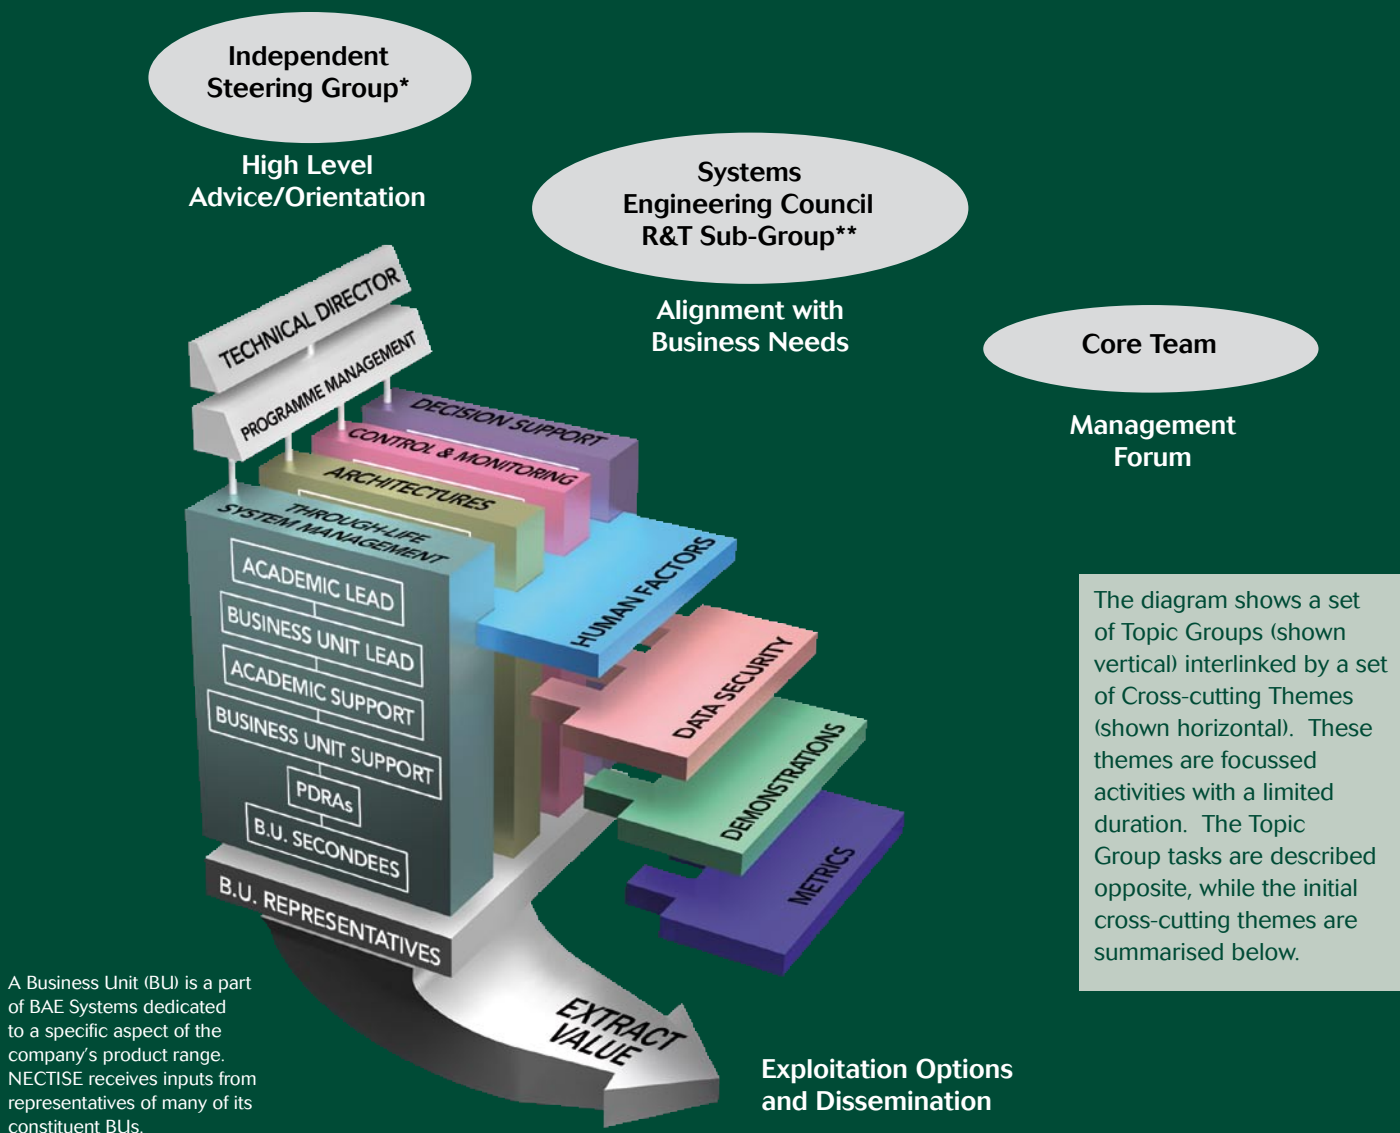 Independent
Steering Group*
High Level
Advice/Orientation
Systems
Engineering Council
R&T Sub-Group**
Alignment with
Business Needs
Core Team
Management
Forum
TECHNICAL DIRECTOR
PROGRAMME MANAGEMENT
DECISION SUPPORT
CONTROL & MONITORING
ARCHITECTURES
THROUGH-LIFE
SYSTEM MANAGEMENT
ACADEMIC LEAD
BUSINESS UNIT LEAD
ACADEMIC SUPPORT
BUSINESS UNIT SUPPORT
PDRAs
B.U. SECONDEES
B.U. REPRESENTATIVES
HUMAN FACTORS
DATA SECURITY
DEMONSTRATIONS
METRICS
The diagram shows a set
of Topic Groups (shown
vertical) interlinked by a set
of Cross-cutting Themes
(shown horizontal). These
themes are focussed
activities with a limited
duration. The Topic
Group tasks are described
opposite, while the initial
cross-cutting themes are
summarised below.
A Business Unit (BU) is a part
of BAE Systems dedicated
to a specific aspect of the
company's product range.
NECTISE receives inputs from
representatives of many of its
constituent BUs.
EXTRACT
VALUE
Exploitation Options
and Dissemination